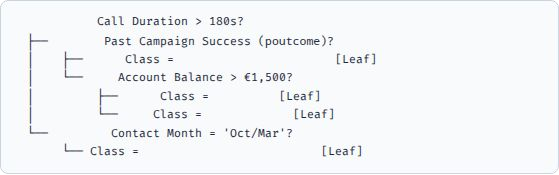 Call Duration > 180s?
├── Past Campaign Success (poutcome)?
│   ├── Class = [Leaf]
│   └── Account Balance > €1,500?
│       ├── Class = [Leaf]
│       └── Class = [Leaf]
└── Contact Month = 'Oct/Mar'?
    └── Class = [Leaf]